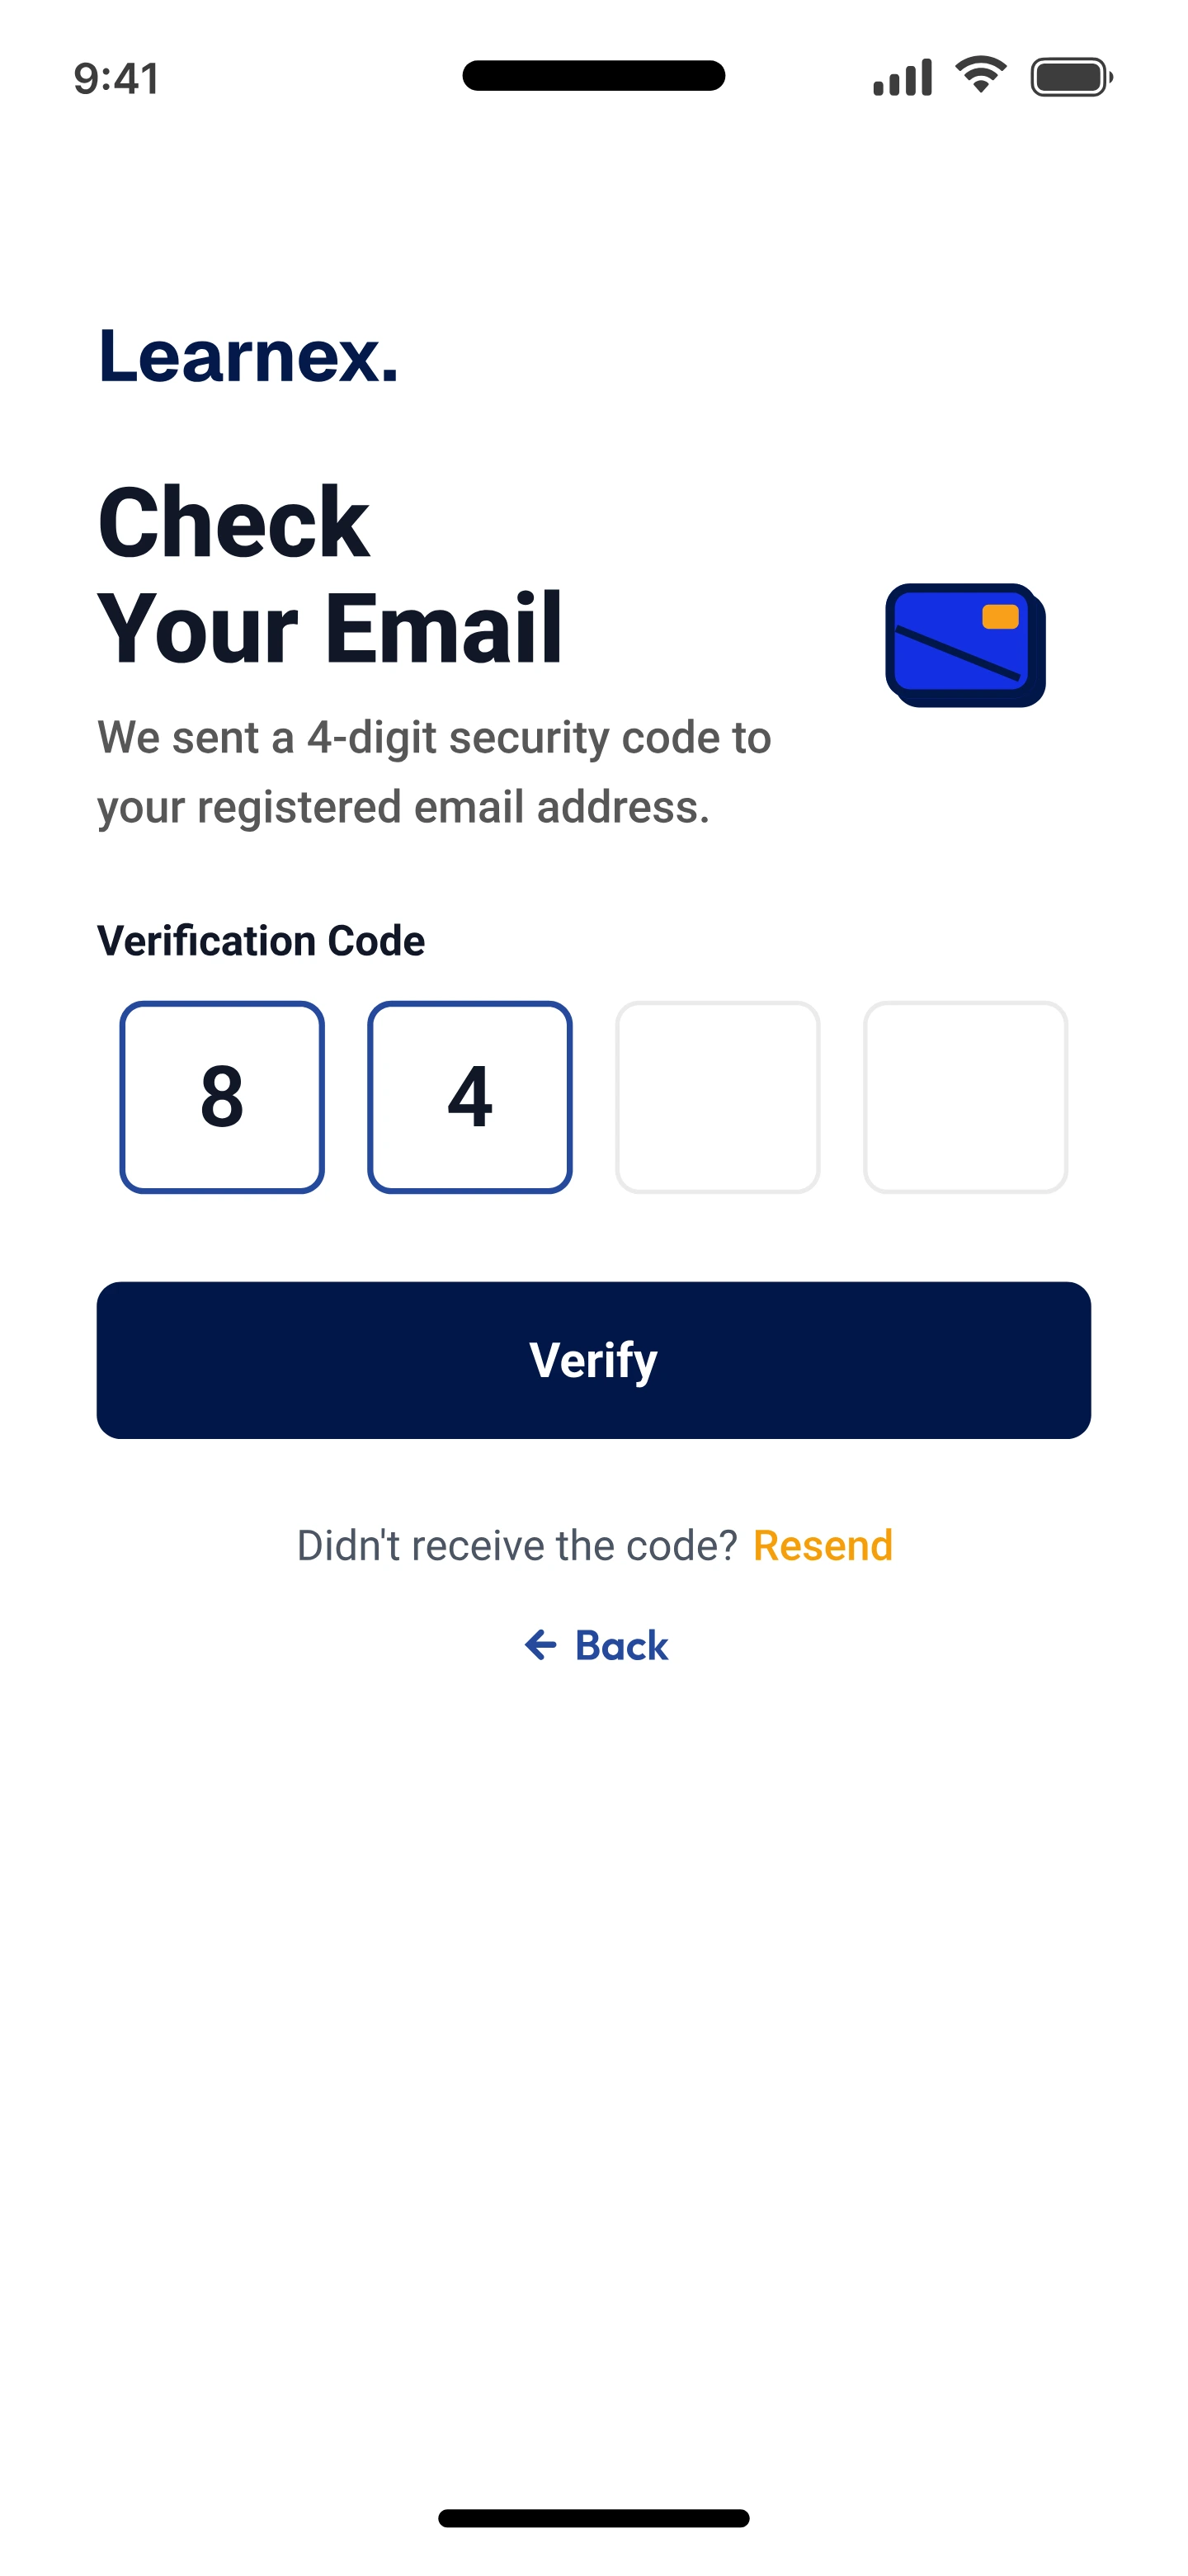 9:41
Learnex.
Check
Your Email
We sent a 4-digit security code to
your registered email address.
Verification Code
8 4
Verify
Didn't receive the code? Resend
Back